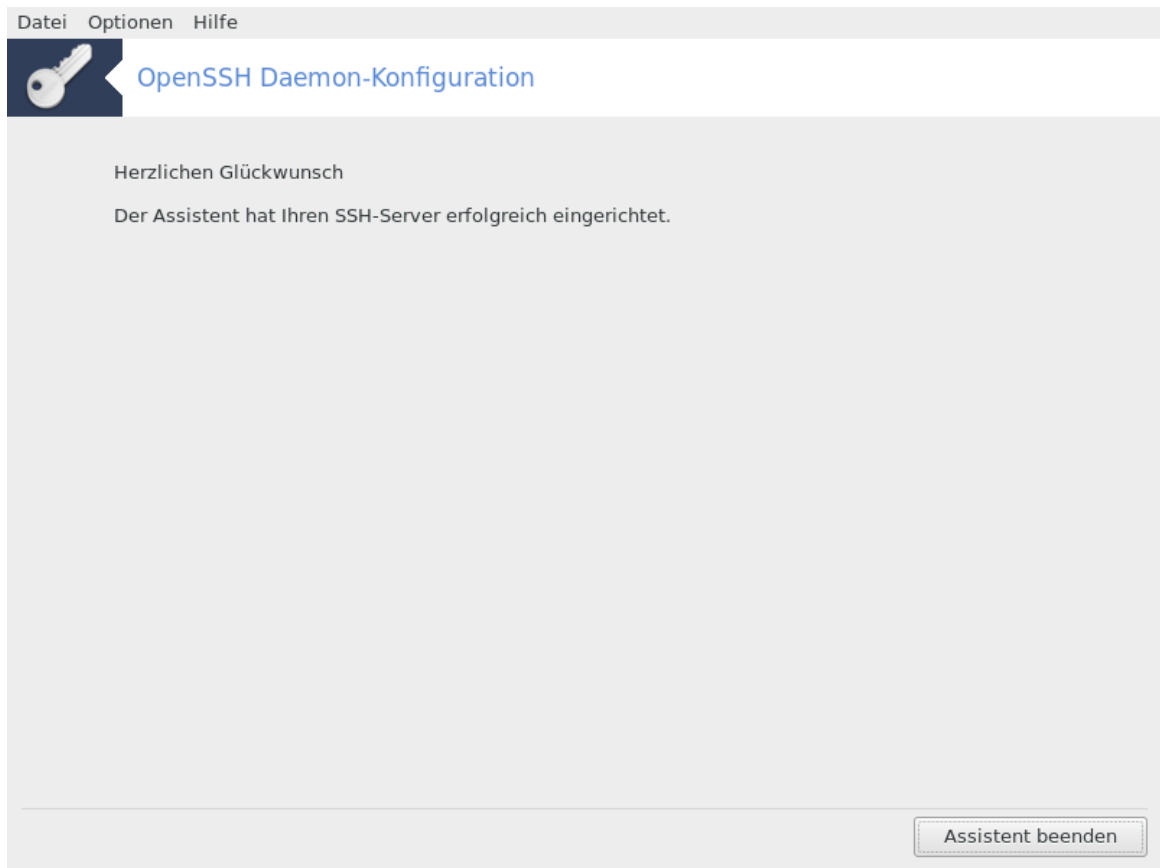 Datei Optionen Hilfe
OpenSSH Daemon-Konfiguration
Herzlichen Glückwunsch
Der Assistent hat Ihren SSH-Server erfolgreich eingerichtet.
Assistent beenden